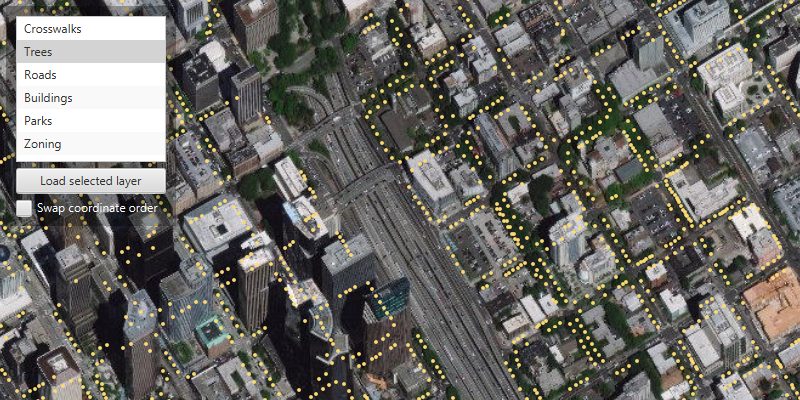 Crosswalks
Trees
Roads
Buildings
Parks
Zoning
Load selected layer
Swap coordinate order